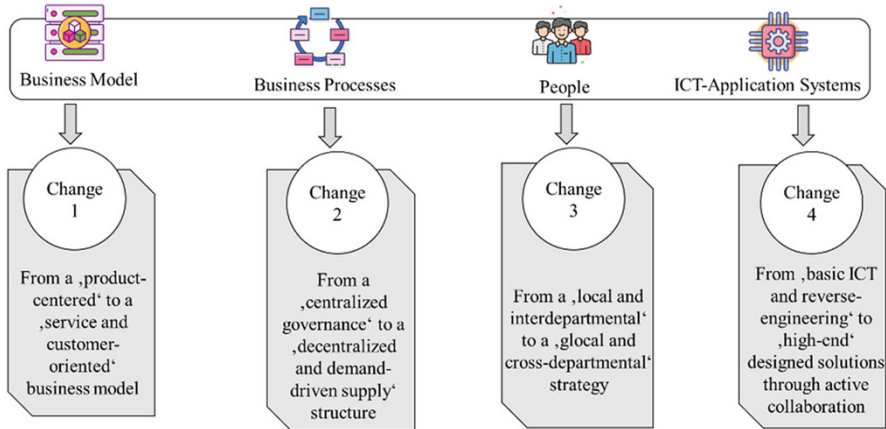 Business Model
Business Processes
People
ICT-Application Systems
Change
1
From a ‚product-
centered‘ to a
‚service and
customer-
oriented‘
business model
Change
2
From a
‚centralized
governance‘ to a
‚decentralized
and demand-
driven supply‘
structure
Change
3
From a ‚local and
interdepartmental‘
to a ‚glocal and
cross-departmental‘
strategy
Change
4
From ‚basic ICT
and reverse-
engineering‘ to
‚high-end‘
designed solutions
through active
collaboration